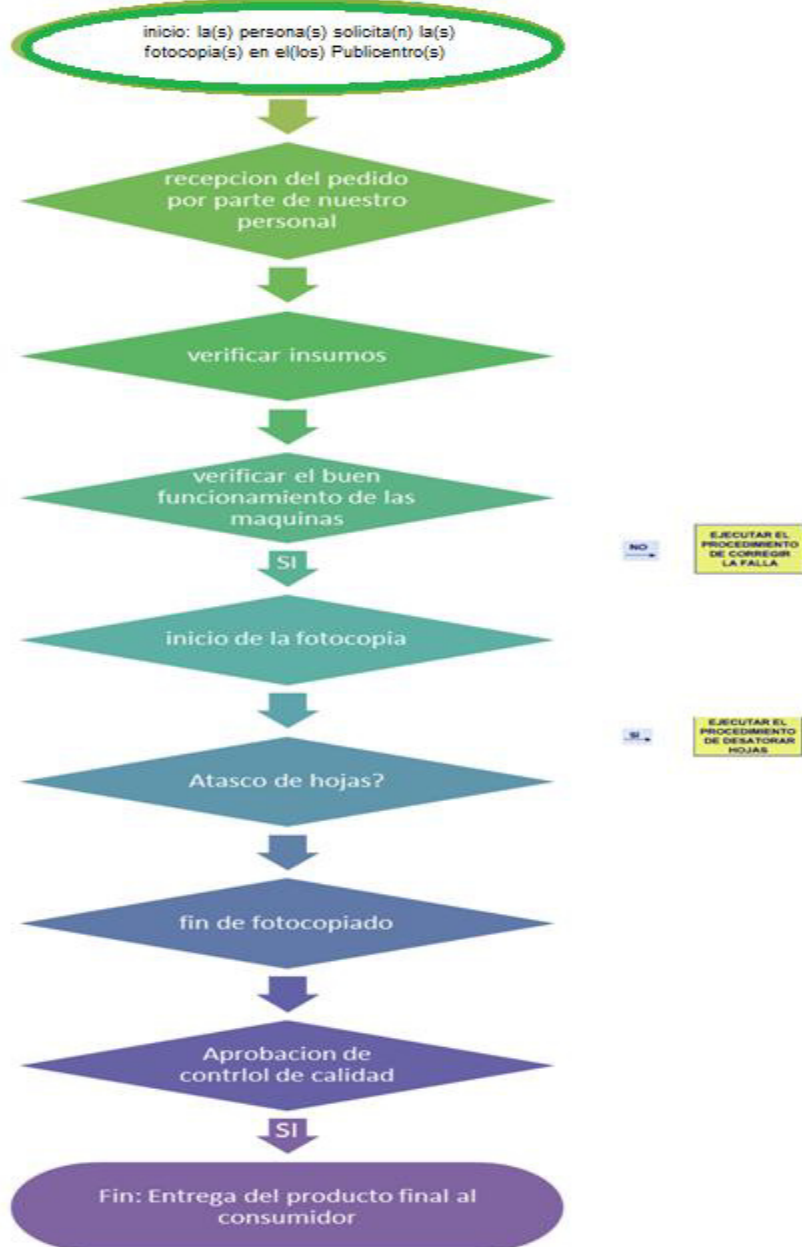 inicio: la(s) persona(s) solicita(n) la(s)
fotocopia(s) en el(los) Publicentro(s)
recepcion del pedido
por parte de nuestro
personal
verificar insumos
verificar el buen
funcionamiento de las
maquinas
SI
NO
EJECUTAR EL
PROCEDIMIENTO
DE CORREGIR
LA FALLA
inicio de la fotocopia
Atasco de hojas?
SI
EJECUTAR EL
PROCEDIMIENTO
DE DESATORAR
HOJAS
fin de fotocopiado
Aprobacion de
contrlol de calidad
SI
Fin: Entrega del producto final al
consumidor